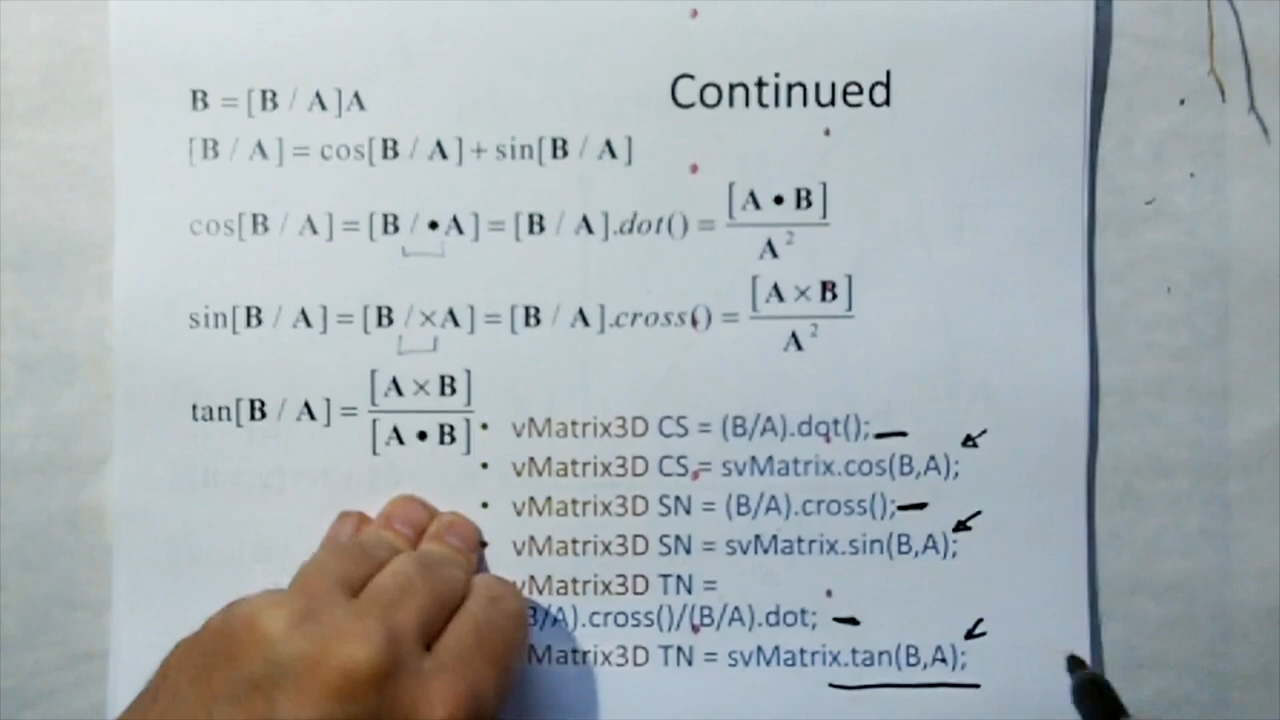 Continued
B = [B / A]A
[B / A] = cos[B / A] + sin[B / A]
cos[B / A] = [B / • A] = [B / A].dot() = [A • B] / A²
sin[B / A] = [B / × A] = [B / A].cross() = [A × B] / A²
tan[B / A] = [A × B] / [A • B]
• vMatrix3D CS = (B/A).dot();
• vMatrix3D CS = svMatrix.cos(B,A);
• vMatrix3D SN = (B/A).cross();
• vMatrix3D SN = svMatrix.sin(B,A);
vMatrix3D TN =
B/A).cross()/(B/A).dot;
Matrix3D TN = svMatrix.tan(B,A);